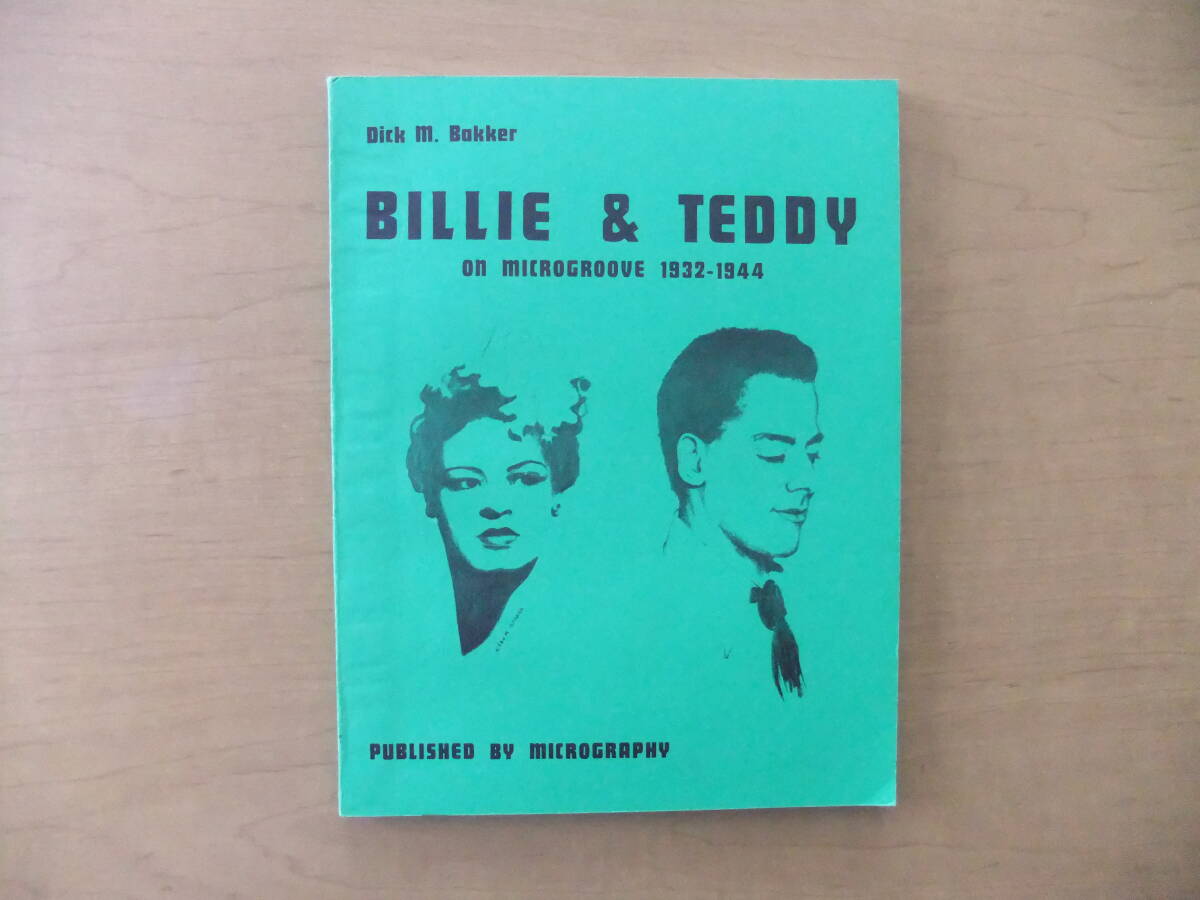 Dick M. Bakker
BILLIE & TEDDY
ON MICROGROOVE 1932-1944
PUBLISHED BY MICROGRAPHY